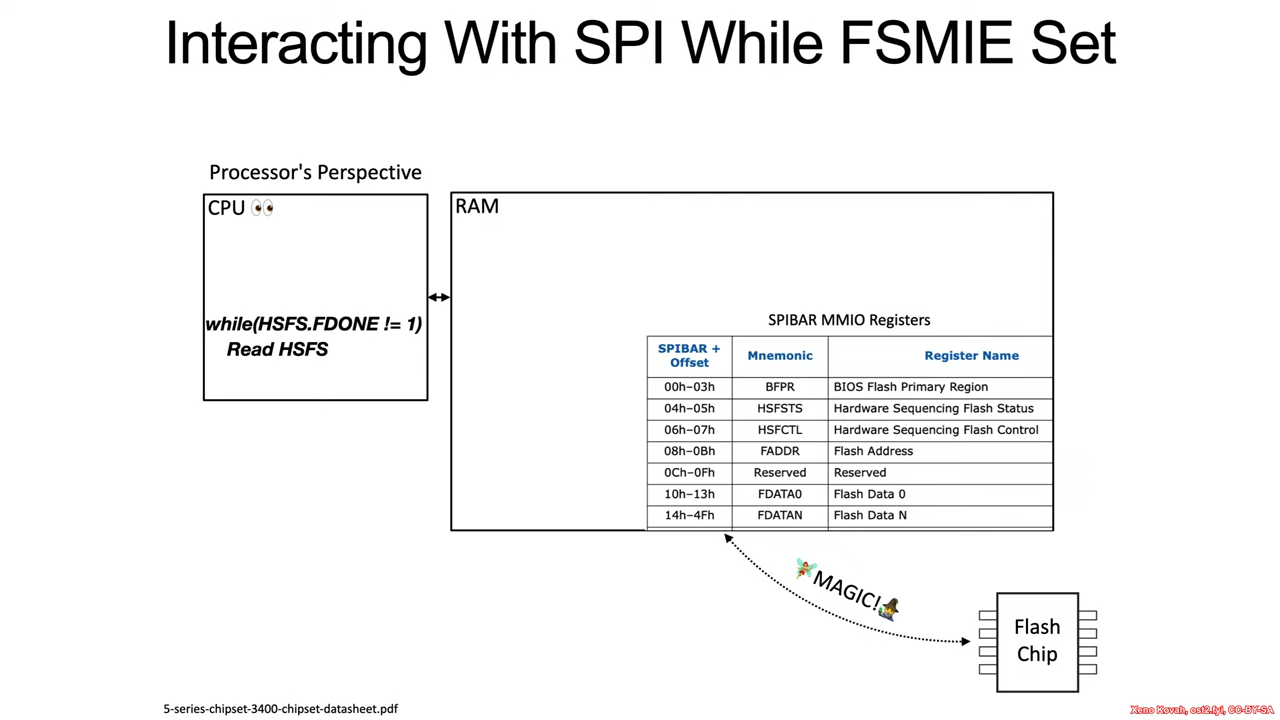 Interacting With SPI While FSMIE Set
Processor's Perspective
CPU 👀
RAM
while(HSFS.FDONE != 1)
Read HSFS
SPIBAR MMIO Registers
SPIBAR + Offset Mnemonic Register Name
00h–03h BFPR BIOS Flash Primary Region
04h–05h HSFSTS Hardware Sequencing Flash Status
06h–07h HSFCTL Hardware Sequencing Flash Control
08h–0Bh FADDR Flash Address
0Ch–0Fh Reserved Reserved
10h–13h FDATA0 Flash Data 0
14h–4Fh FDATAN Flash Data N
MAGIC!
Flash
Chip
5-series-chipset-3400-chipset-datasheet.pdf
Xeno Kovah, ost2.fyi, CC-BY-SA